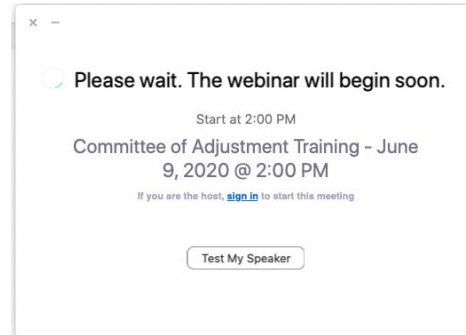 Please wait. The webinar will begin soon.
Start at 2:00 PM
Committee of Adjustment Training - June
9, 2020 @ 2:00 PM
If you are the host, sign in to start this meeting
Test My Speaker